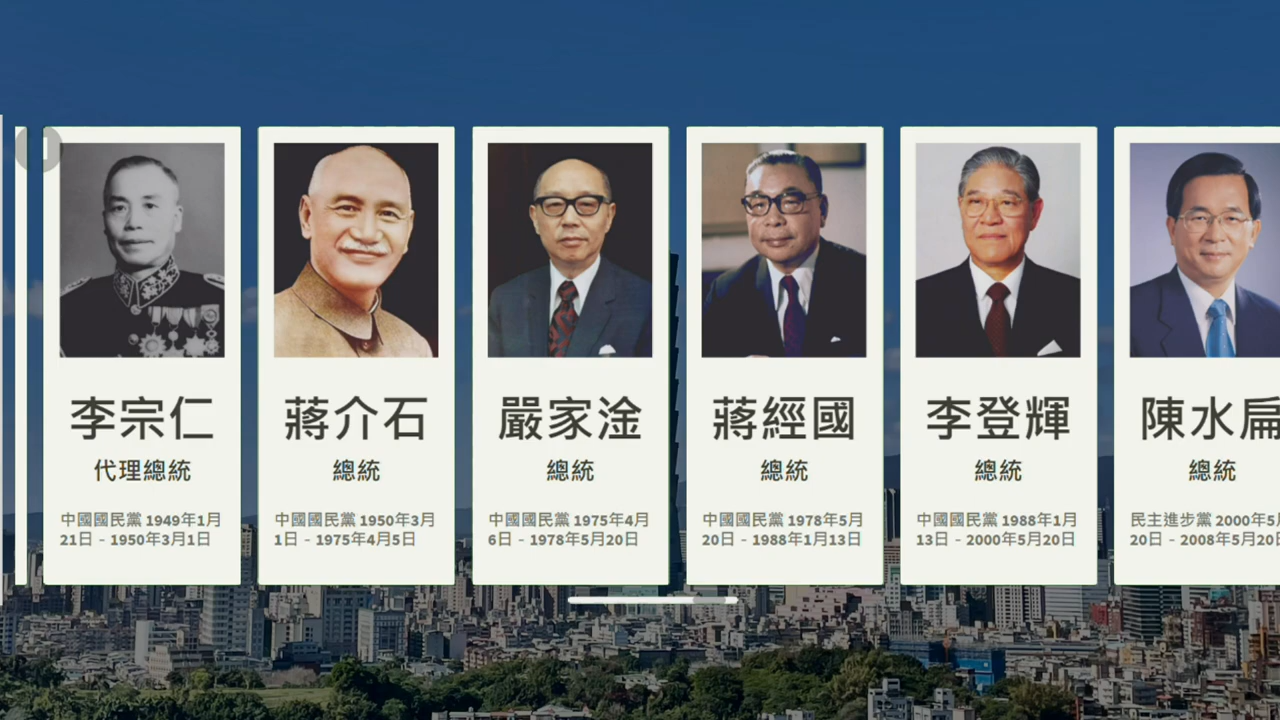 李宗仁
代理總統
中國國民黨 1949年1月
21日 - 1950年3月1日
蔣介石
總統
中國國民黨 1950年3月
1日 - 1975年4月5日
嚴家淦
總統
中國國民黨 1975年4月
6日 - 1978年5月20日
蔣經國
總統
中國國民黨 1978年5月
20日 - 1988年1月13日
李登輝
總統
中國國民黨 1988年1月
13日 - 2000年5月20日
陳水扁
總統
民主進步黨 2000年5月
20日 - 2008年5月20日